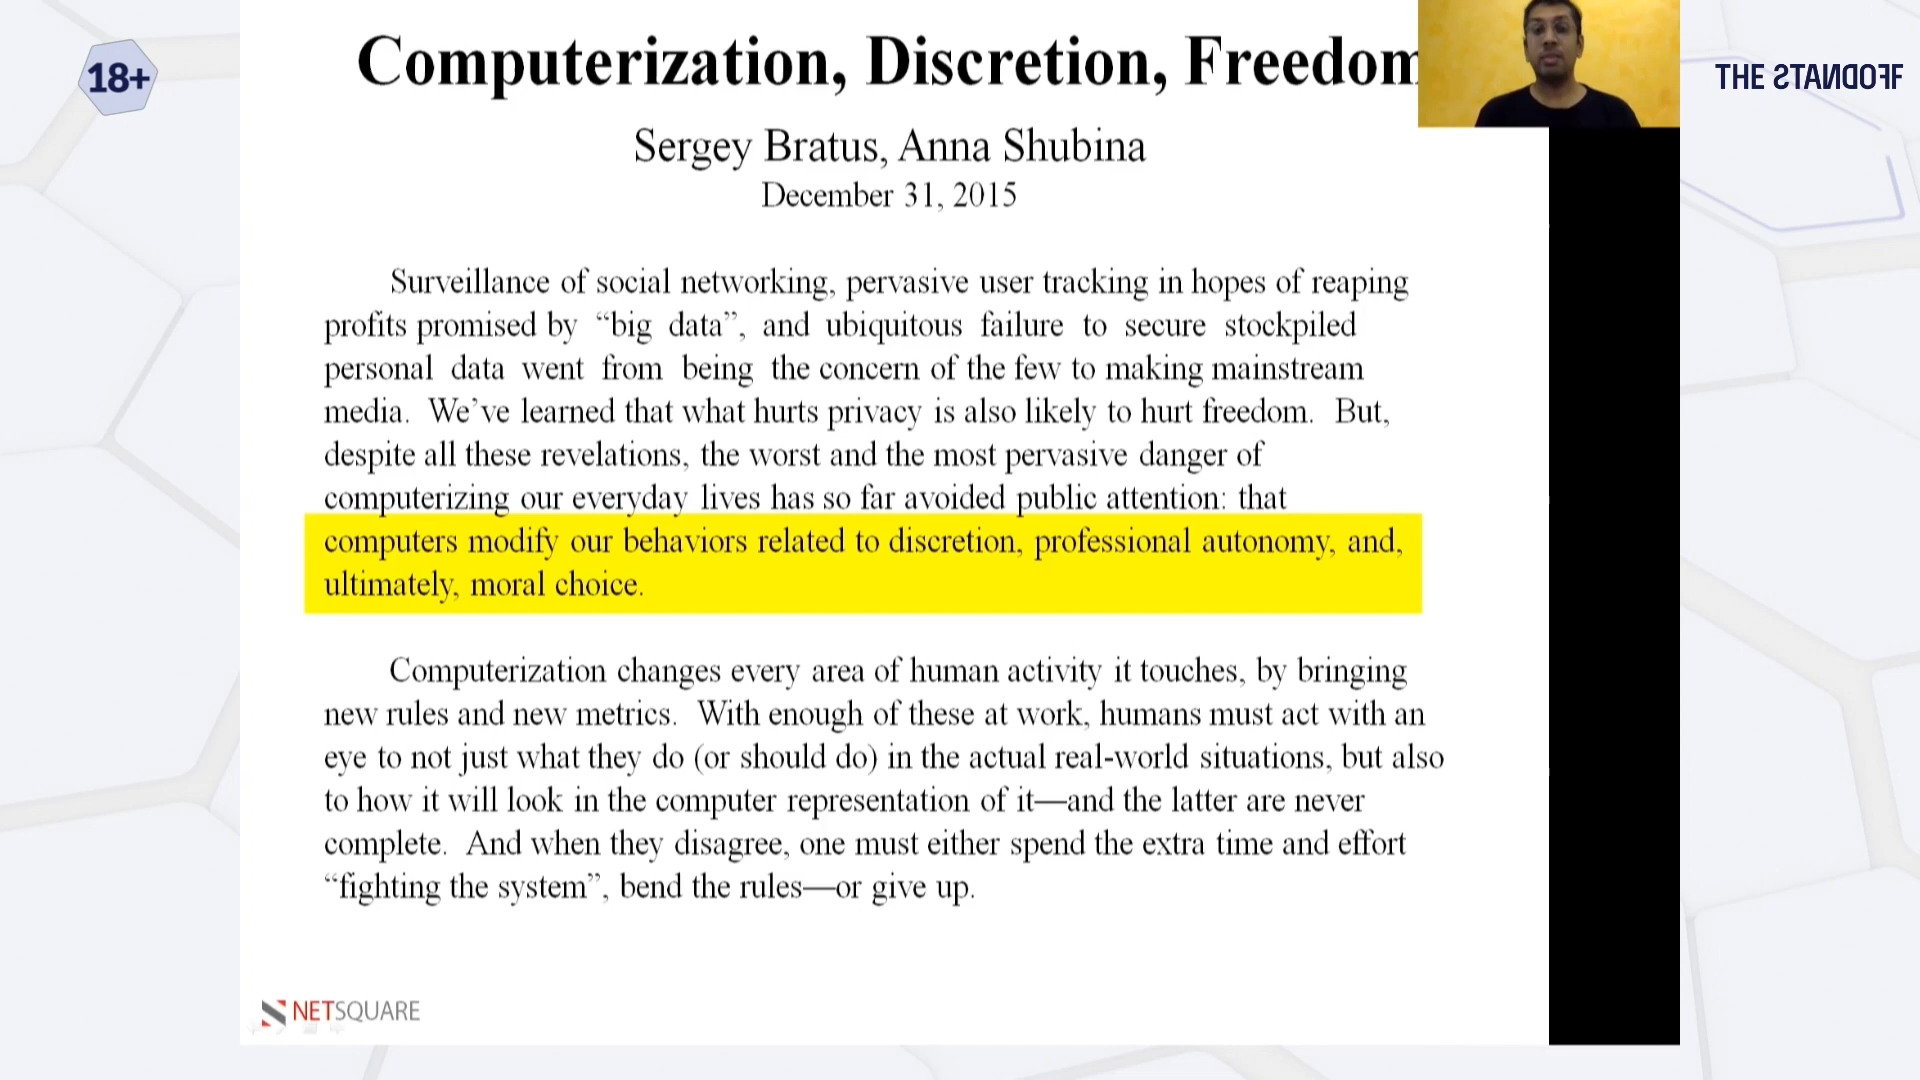 Computerization, Discretion, Freedom
18+
THE STANDOFF
Sergey Bratus, Anna Shubina
December 31, 2015
Surveillance of social networking, pervasive user tracking in hopes of reaping
profits promised by “big data”, and ubiquitous failure to secure stockpiled
personal data went from being the concern of the few to making mainstream
media. We’ve learned that what hurts privacy is also likely to hurt freedom. But,
despite all these revelations, the worst and the most pervasive danger of
computerizing our everyday lives has so far avoided public attention: that
computers modify our behaviors related to discretion, professional autonomy, and,
ultimately, moral choice.
Computerization changes every area of human activity it touches, by bringing
new rules and new metrics. With enough of these at work, humans must act with an
eye to not just what they do (or should do) in the actual real-world situations, but also
to how it will look in the computer representation of it—and the latter are never
complete. And when they disagree, one must either spend the extra time and effort
“fighting the system”, bend the rules—or give up.
NETSQUARE